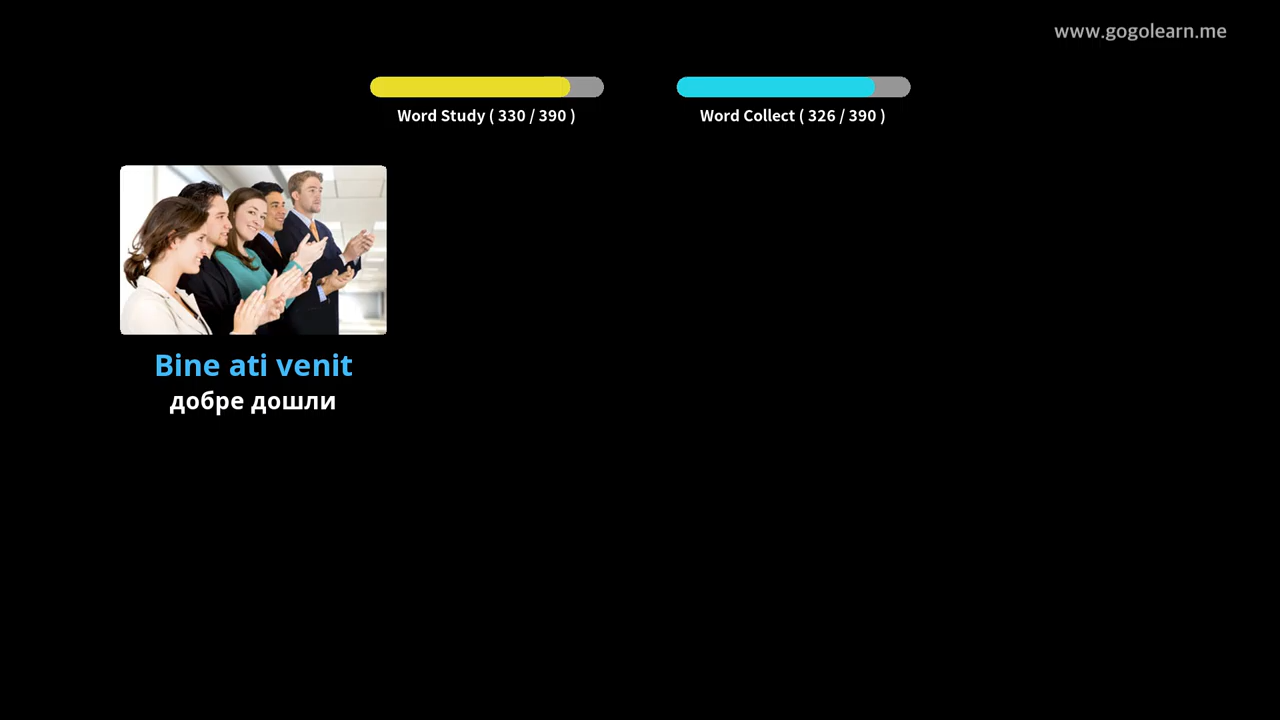 www.gogolearn.me
Word Study ( 330 / 390 )
Word Collect ( 326 / 390 )
Bine ati venit
добре дошли